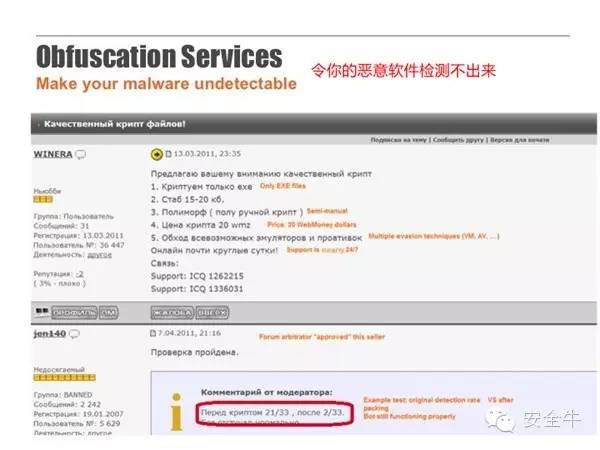 Obfuscation Services
Make your malware undetectable
令你的恶意软件检测不出来
Качественный крипт файлов!
Подписка на тему | Сообщить другу | Версия для печати
WINERA
13.03.2011, 23:35
Ньюбби
Группа: Пользователь
Сообщений: 31
Регистрация: 13.03.2011
Пользователь №: 36 447
Деятельность: другое
Репутация: -2
( 3% - плохо )
Предлагаю вашему вниманию качественный крипт
1. Криптуем только exe Only EXE files
2. Стаб 15-20 кб.
3. Полиморф ( полу ручной крипт ) Semi-manual
4. Цена крипта 20 wmz Price: 20 WebMoney dollars
5. Обход всевозможных эмуляторов и проативок Multiple evasion techniques (VM, AV, ...)
Онлайн почти круглые сутки! Support is nearly 24/7
Связь:
Support: ICQ 1262215
Support: ICQ 1336031
ПРОФИЛЬ ПМ ЖАЛОБА ВВЕРХ
jen140
7.04.2011, 21:16
Forum arbitrator "approved" this seller
Недосягаемый
Группа: BANNED
Сообщений: 2 242
Регистрация: 19.01.2007
Деятельность: другое
Проверка пройдена.
Комментарий от модератора:
Перед криптом 21/33 , после 2/33.
Example test: original detection rate VS after
packing
Bot still functioning properly
安全牛